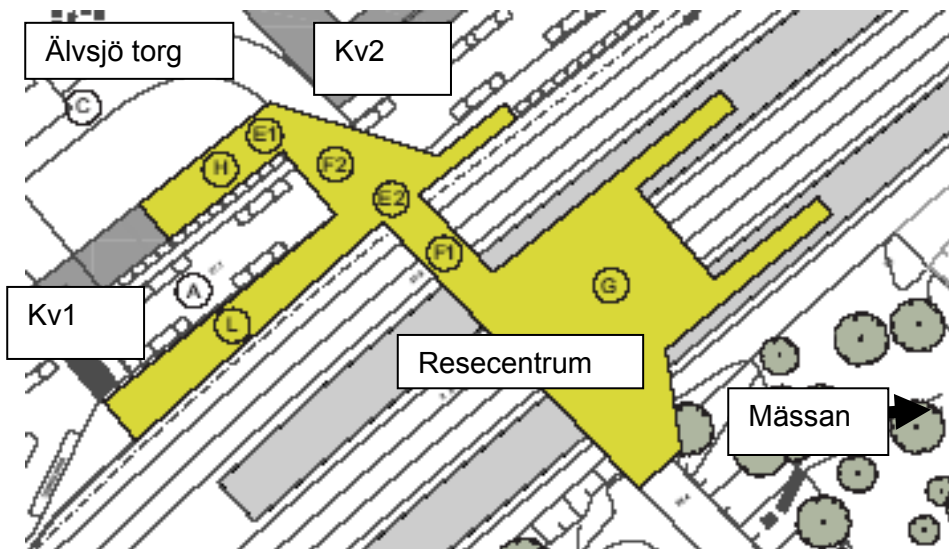 Älvsjö torg
Kv2
C
E1
H
F2
E2
F1
A
G
Kv1
L
Resecentrum
Mässan